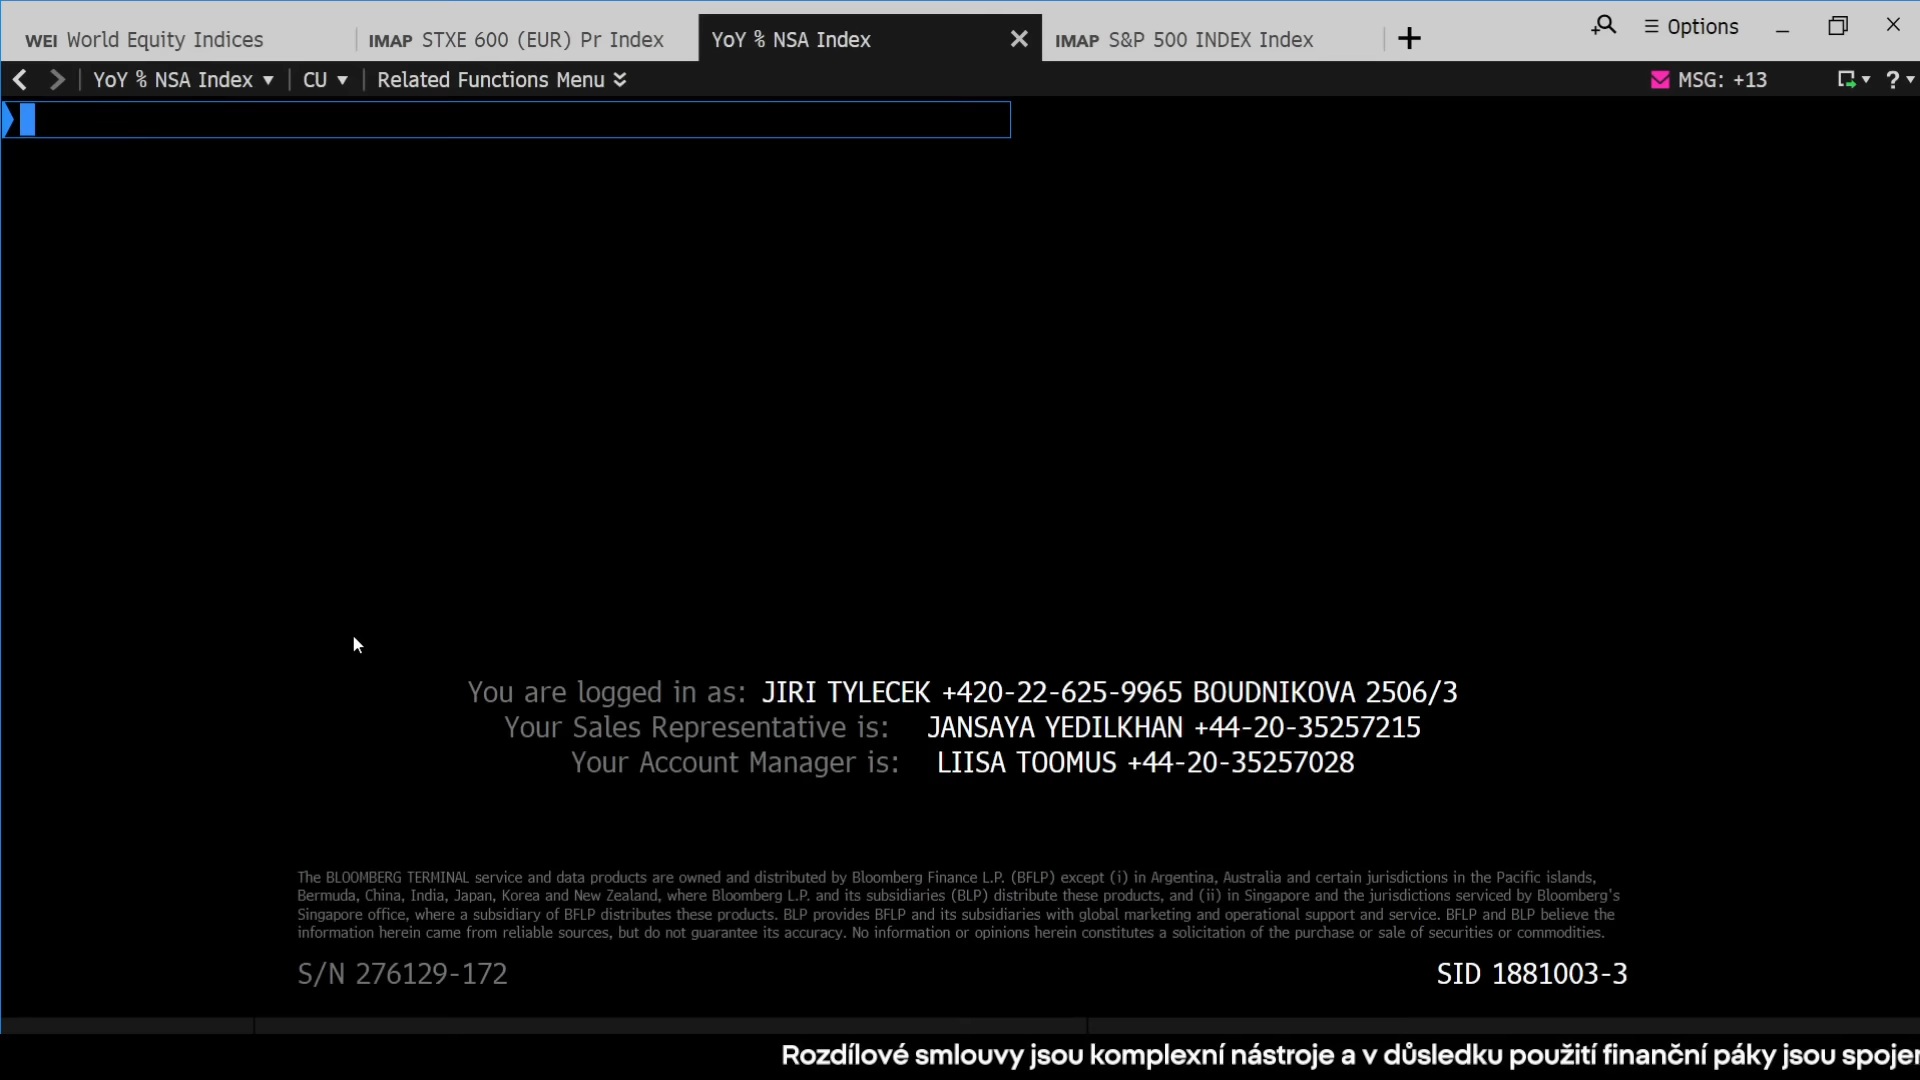 WEI World Equity Indices
IMAP STXE 600 (EUR) Pr Index
YoY % NSA Index
IMAP S&P 500 INDEX Index
Options
YoY % NSA Index
CU
Related Functions Menu
MSG: +13
?
You are logged in as: JIRI TYLECEK +420-22-625-9965 BOUDNIKOVA 2506/3
Your Sales Representative is: JANSAYA YEDILKHAN +44-20-35257215
Your Account Manager is: LIISA TOOMUS +44-20-35257028
The BLOOMBERG TERMINAL service and data products are owned and distributed by Bloomberg Finance L.P. (BFLP) except (i) in Argentina, Australia and certain jurisdictions in the Pacific islands,
Bermuda, China, India, Japan, Korea and New Zealand, where Bloomberg L.P. and its subsidiaries (BLP) distribute these products, and (ii) in Singapore and the jurisdictions serviced by Bloomberg's
Singapore office, where a subsidiary of BFLP distributes these products. BLP provides BFLP and its subsidiaries with global marketing and operational support and service. BFLP and BLP believe the
information herein came from reliable sources, but do not guarantee its accuracy. No information or opinions herein constitutes a solicitation of the purchase or sale of securities or commodities.
S/N 276129-172
SID 1881003-3
Rozdílové smlouvy jsou komplexní nástroje a v důsledku použití finanční páky jsou spojen